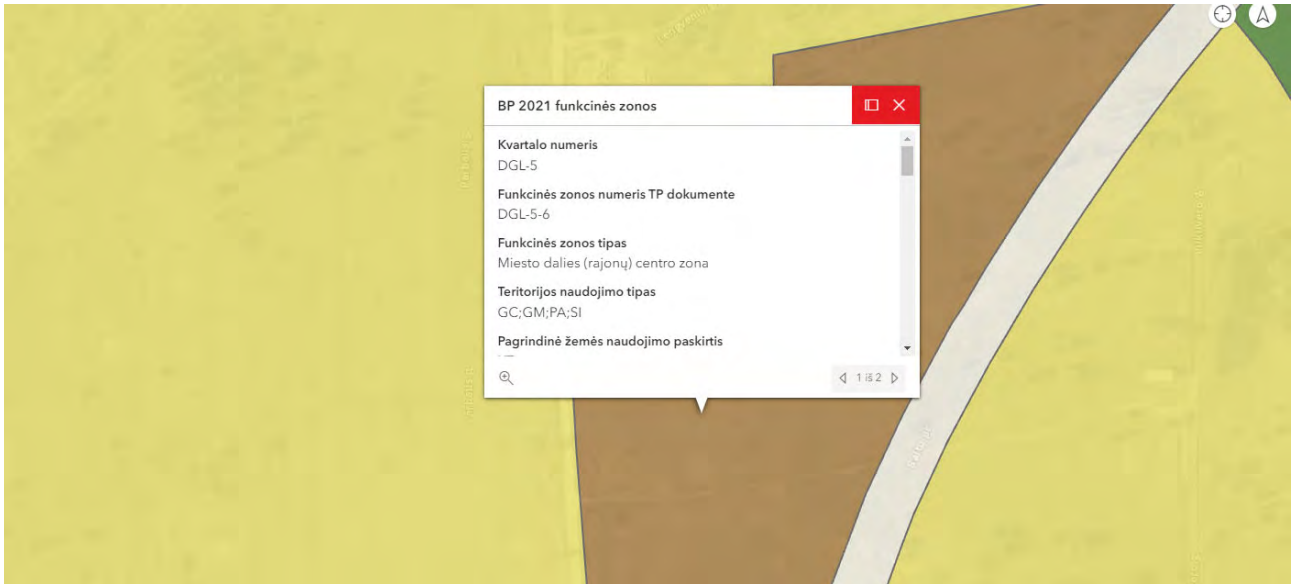 BP 2021 funkcinės zonos
Kvartalo numeris
DGL-5
Funkcinės zonos numeris TP dokumente
DGL-5-6
Funkcinės zonos tipas
Miesto dalies (rajonų) centro zona
Teritorijos naudojimo tipas
GC;GM;PA;SI
Pagrindinė žemės naudojimo paskirtis
1 iš 2